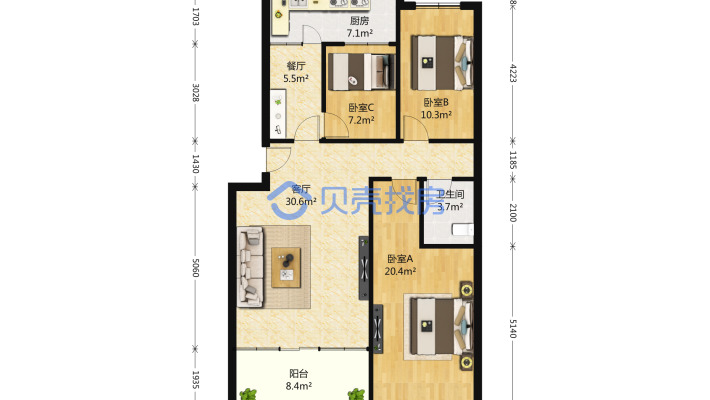 厨房
7.1m²
餐厅
5.5m²
卧室C
7.2m²
卧室B
10.3m²
客厅
30.6m²
贝壳找房
卫生间
3.7m²
卧室A
20.4m²
阳台
8.4m²
1703
3028
1430
5060
1935
4223
1185
2100
5140